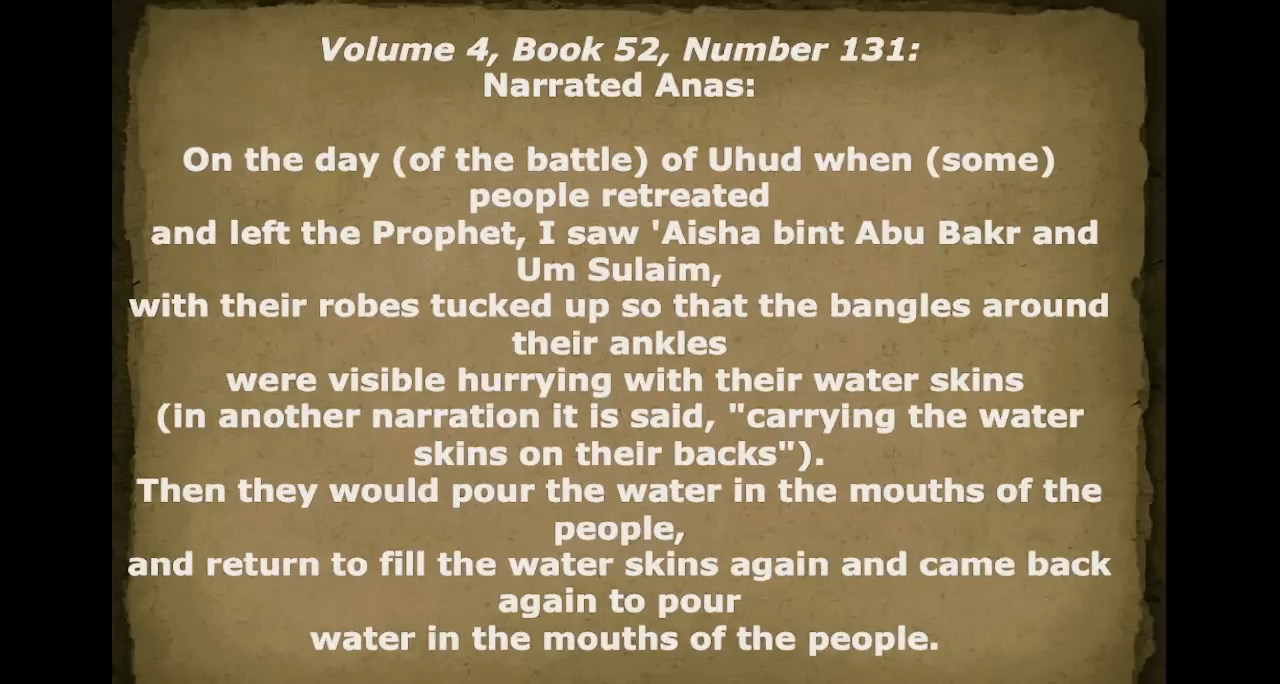 Volume 4, Book 52, Number 131:
Narrated Anas:
On the day (of the battle) of Uhud when (some)
people retreated
and left the Prophet, I saw 'Aisha bint Abu Bakr and
Um Sulaim,
with their robes tucked up so that the bangles around
their ankles
were visible hurrying with their water skins
(in another narration it is said, "carrying the water
skins on their backs").
Then they would pour the water in the mouths of the
people,
and return to fill the water skins again and came back
again to pour
water in the mouths of the people.